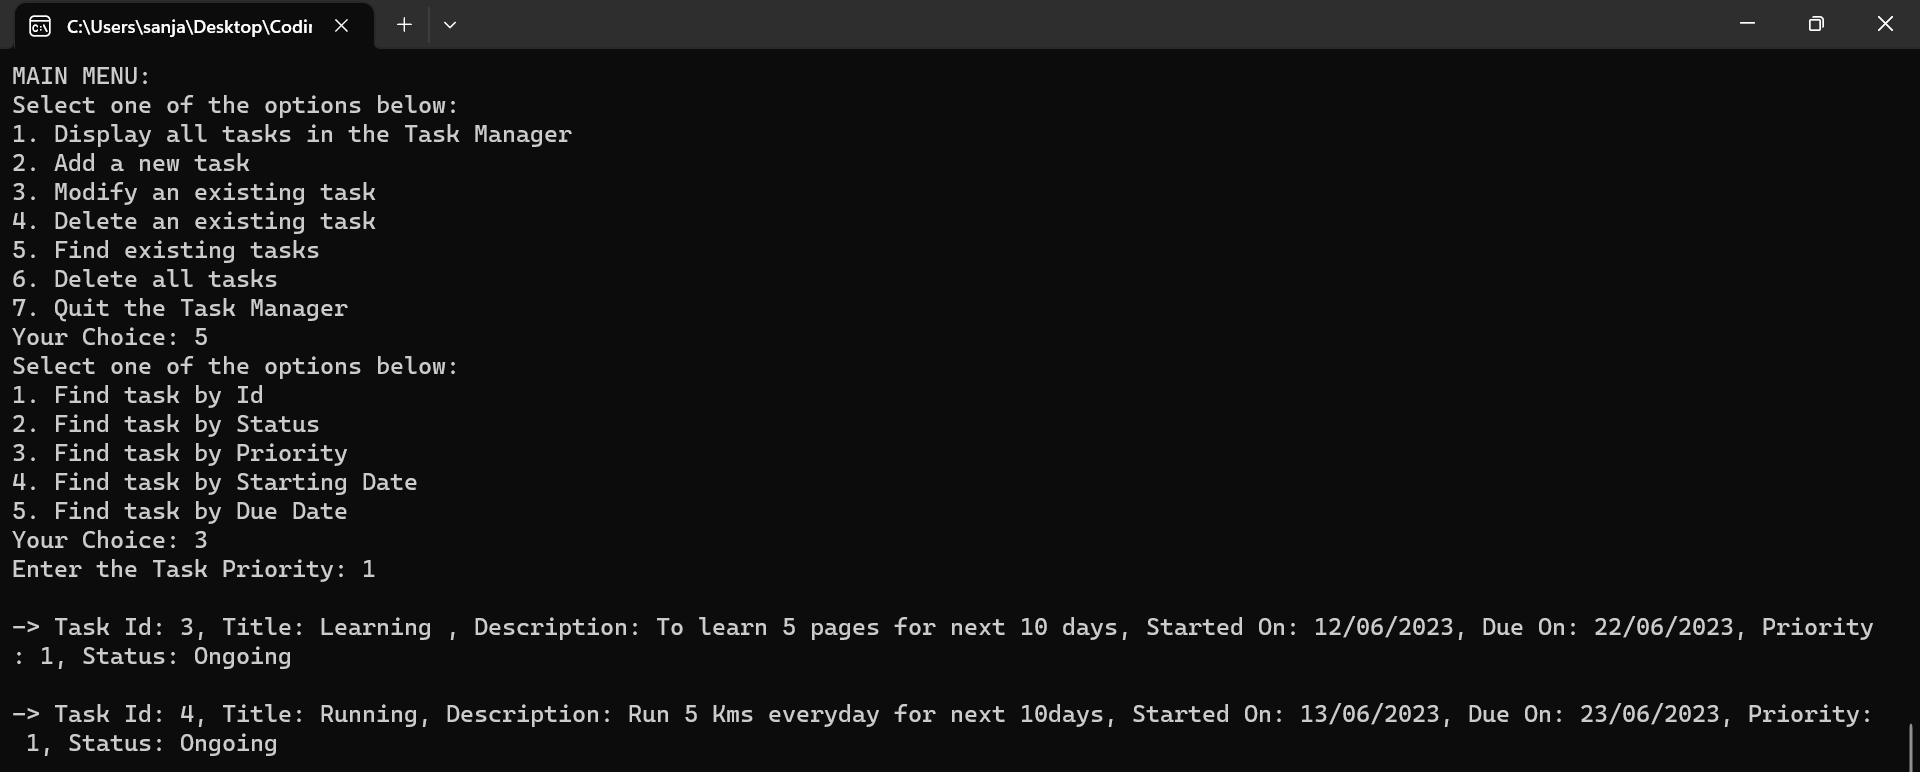 C:\Users\sanja\Desktop\Codin
MAIN MENU:
Select one of the options below:
1. Display all tasks in the Task Manager
2. Add a new task
3. Modify an existing task
4. Delete an existing task
5. Find existing tasks
6. Delete all tasks
7. Quit the Task Manager
Your Choice: 5
Select one of the options below:
1. Find task by Id
2. Find task by Status
3. Find task by Priority
4. Find task by Starting Date
5. Find task by Due Date
Your Choice: 3
Enter the Task Priority: 1
-> Task Id: 3, Title: Learning , Description: To learn 5 pages for next 10 days, Started On: 12/06/2023, Due On: 22/06/2023, Priority
: 1, Status: Ongoing
-> Task Id: 4, Title: Running, Description: Run 5 Kms everyday for next 10days, Started On: 13/06/2023, Due On: 23/06/2023, Priority:
 1, Status: Ongoing